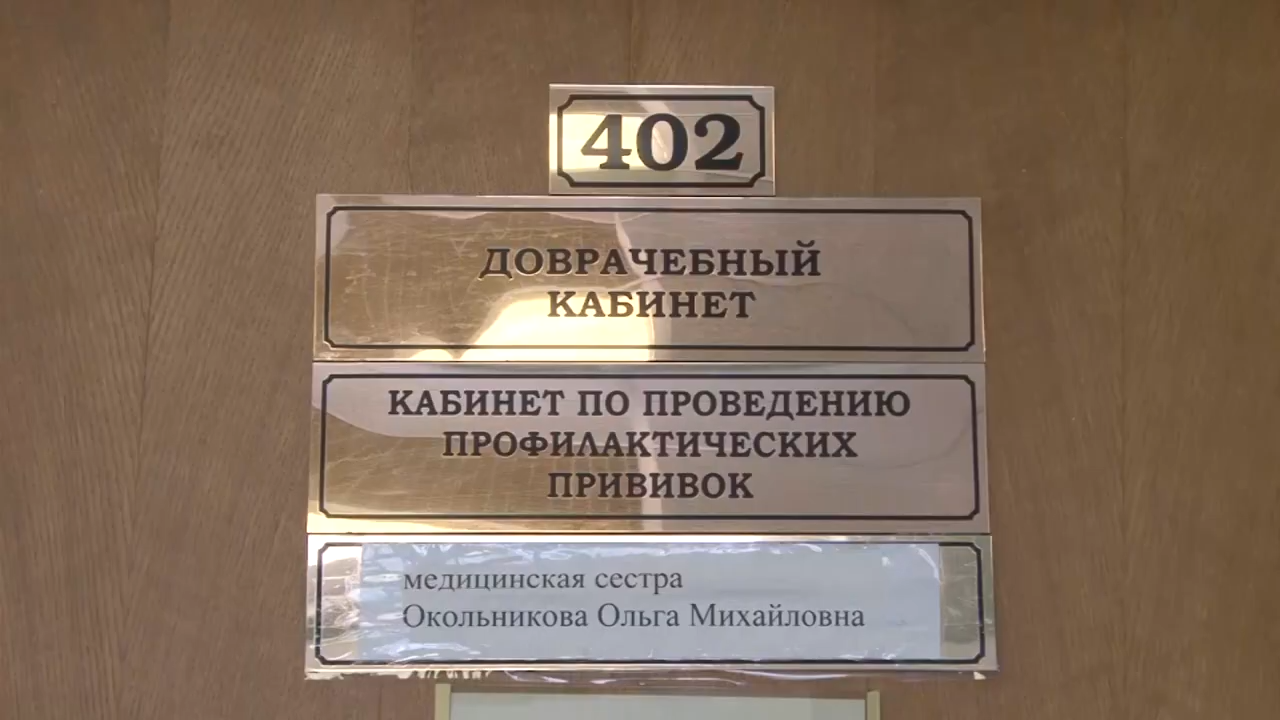 402
ДОВРАЧЕБНЫЙ
КАБИНЕТ
КАБИНЕТ ПО ПРОВЕДЕНИЮ
ПРОФИЛАКТИЧЕСКИХ
ПРИВИВОК
медицинская сестра
Окольникова Ольга Михайловна